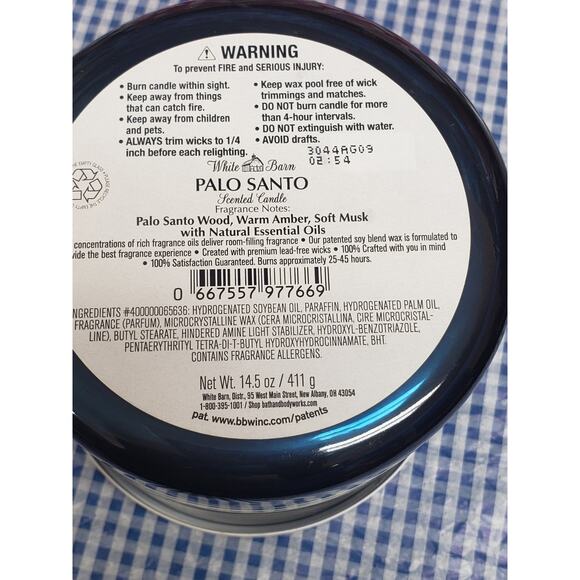 ⚠ WARNING
To prevent FIRE and SERIOUS INJURY:
• Burn candle within sight.
• Keep away from things
that can catch fire.
• Keep away from children
and pets.
• ALWAYS trim wicks to 1/4
inch before each relighting.
• Keep wax pool free of wick
trimmings and matches.
• DO NOT burn candle for more
than 4-hour intervals.
• DO NOT extinguish with water.
• AVOID drafts.
3044AG09
02:54
White Barn
PALO SANTO
Scented Candle
Fragrance Notes:
Palo Santo Wood, Warm Amber, Soft Musk
with Natural Essential Oils
concentrations of rich fragrance oils deliver room-filling fragrance • Our patented soy blend wax is formulated to
vide the best fragrance experience • Created with premium lead-free wicks • 100% Crafted with you in mind
• 100% Satisfaction Guaranteed. Burns approximately 25-45 hours.
0 667557 977669
NGREDIENTS #400000065636: HYDROGENATED SOYBEAN OIL, PARAFFIN, HYDROGENATED PALM OIL,
FRAGRANCE (PARFUM), MICROCRYSTALLINE WAX (CERA MICROCRISTALLINA, CIRE MICROCRISTAL-
LINE), BUTYL STEARATE, HINDERED AMINE LIGHT STABILIZER, HYDROXYL-BENZOTRIAZOLE,
PENTAERYTHRITYL TETRA-DI-T-BUTYL HYDROXYHYDROCINNAMATE, BHT.
CONTAINS FRAGRANCE ALLERGENS.
Net Wt. 14.5 oz / 411 g
White Barn, Distr., 95 West Main Street, New Albany, OH 43054
1-800-395-1001 / Shop bathandbodyworks.com
pat. www.bbwinc.com/patents